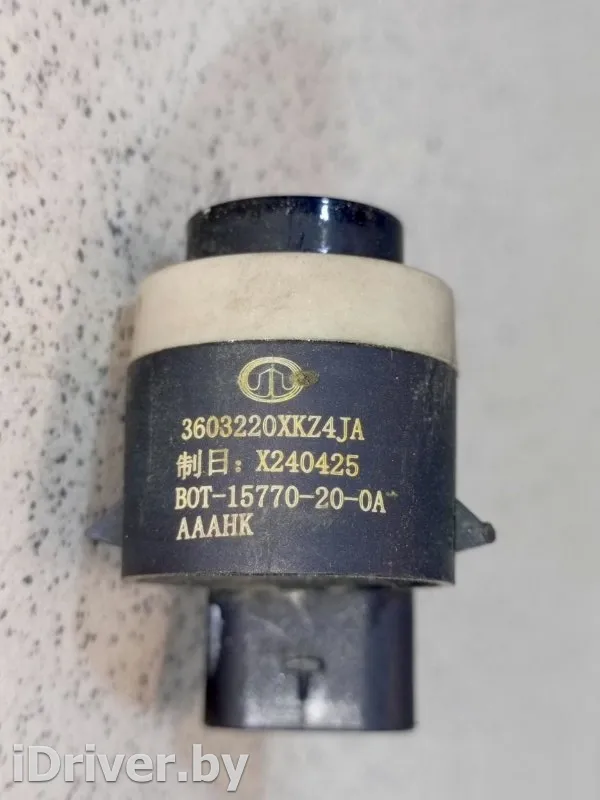 3603220XKZ4JA
制日：X240425
BOT-15770-20-0A
AAAHK
iDriver.by